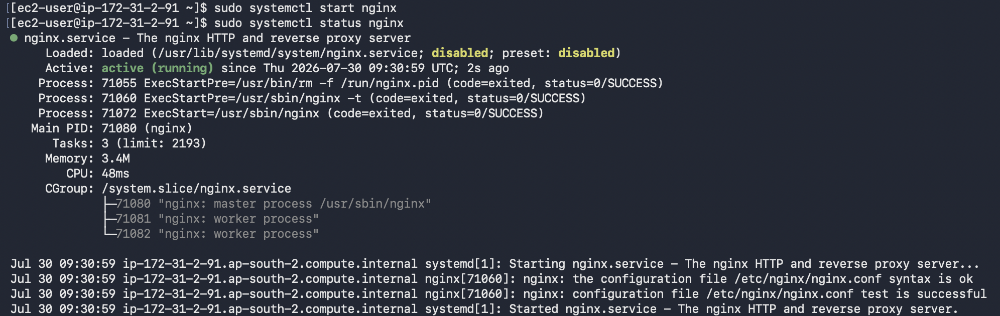 [[ec2-user@ip-172-31-2-91 ~]$ sudo systemctl start nginx
[[ec2-user@ip-172-31-2-91 ~]$ sudo systemctl status nginx
● nginx.service – The nginx HTTP and reverse proxy server
     Loaded: loaded (/usr/lib/systemd/system/nginx.service; disabled; preset: disabled)
     Active: active (running) since Thu 2026-07-30 09:30:59 UTC; 2s ago
    Process: 71055 ExecStartPre=/usr/bin/rm -f /run/nginx.pid (code=exited, status=0/SUCCESS)
    Process: 71060 ExecStartPre=/usr/sbin/nginx -t (code=exited, status=0/SUCCESS)
    Process: 71072 ExecStart=/usr/sbin/nginx (code=exited, status=0/SUCCESS)
   Main PID: 71080 (nginx)
      Tasks: 3 (limit: 2193)
     Memory: 3.4M
        CPU: 48ms
     CGroup: /system.slice/nginx.service
             ├─71080 "nginx: master process /usr/sbin/nginx"
             ├─71081 "nginx: worker process"
             └─71082 "nginx: worker process"

Jul 30 09:30:59 ip-172-31-2-91.ap-south-2.compute.internal systemd[1]: Starting nginx.service – The nginx HTTP and reverse proxy server...
Jul 30 09:30:59 ip-172-31-2-91.ap-south-2.compute.internal nginx[71060]: nginx: the configuration file /etc/nginx/nginx.conf syntax is ok
Jul 30 09:30:59 ip-172-31-2-91.ap-south-2.compute.internal nginx[71060]: nginx: configuration file /etc/nginx/nginx.conf test is successful
Jul 30 09:30:59 ip-172-31-2-91.ap-south-2.compute.internal systemd[1]: Started nginx.service – The nginx HTTP and reverse proxy server.